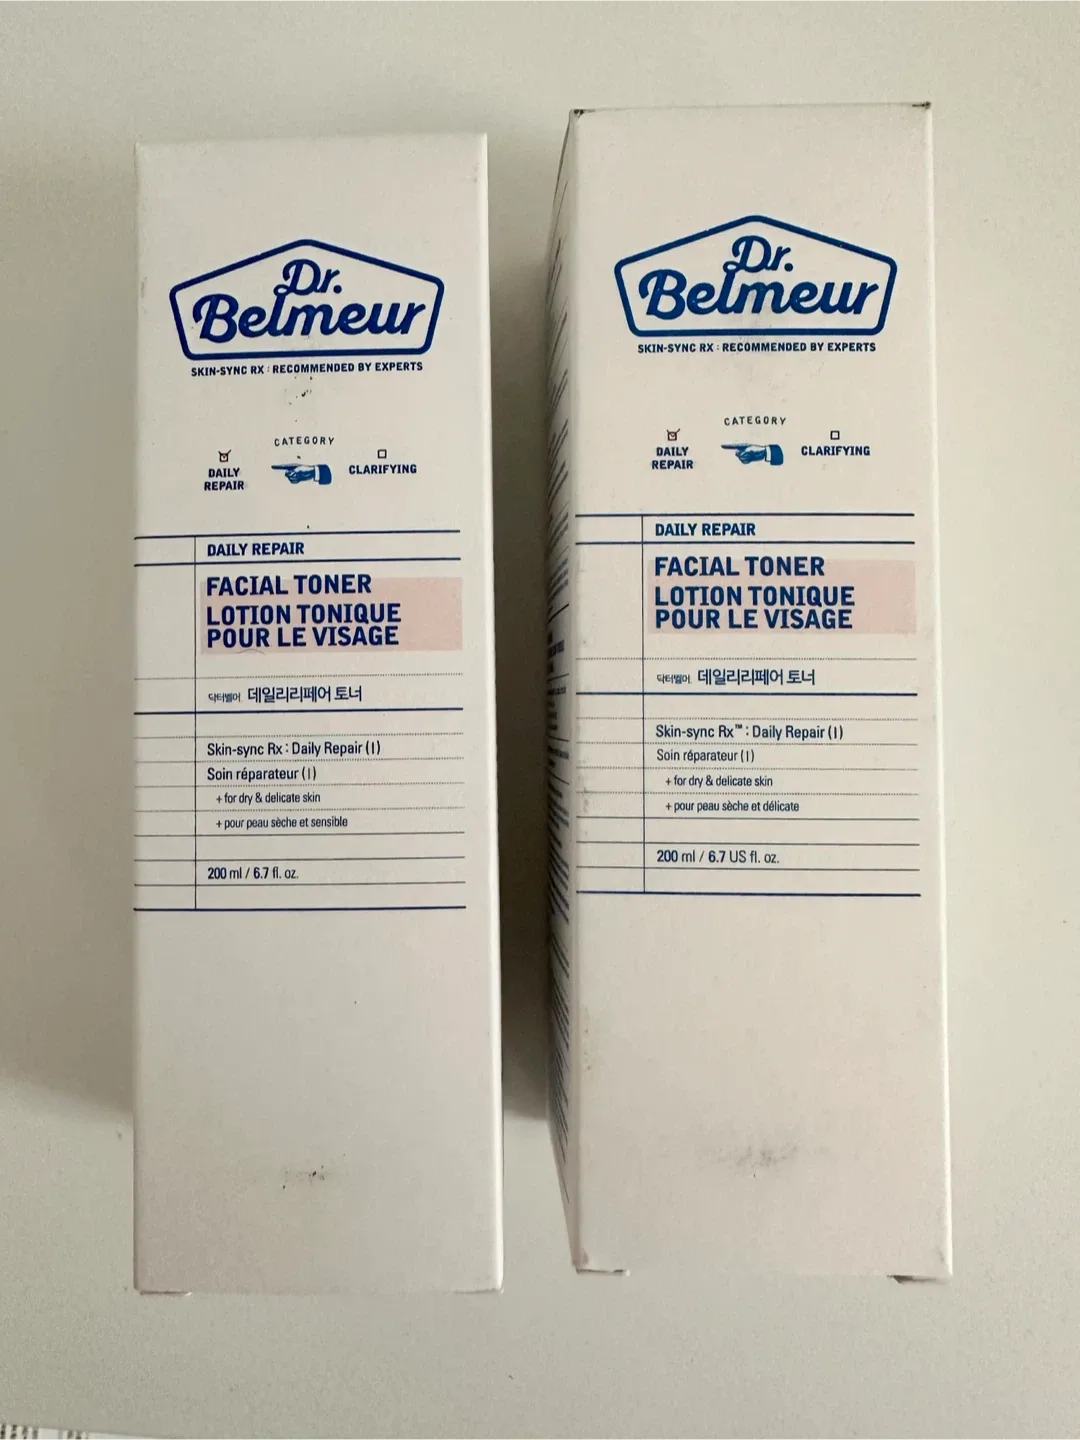 Dr.
Belmeur
SKIN-SYNC RX : RECOMMENDED BY EXPERTS
CATEGORY
DAILY
REPAIR
CLARIFYING
DAILY REPAIR
FACIAL TONER
LOTION TONIQUE
POUR LE VISAGE
닥터벨머 데일리리페어 토너
Skin-sync Rx : Daily Repair (I)
Soin réparateur (I)
+ for dry & delicate skin
+ pour peau sèche et sensible
200 ml / 6.7 fl. oz.
Dr.
Belmeur
SKIN-SYNC RX : RECOMMENDED BY EXPERTS
CATEGORY
DAILY
REPAIR
CLARIFYING
DAILY REPAIR
FACIAL TONER
LOTION TONIQUE
POUR LE VISAGE
닥터벨머 데일리리페어 토너
Skin-sync Rx™ : Daily Repair (I)
Soin réparateur (I)
+ for dry & delicate skin
+ pour peau sèche et délicate
200 ml / 6.7 US fl. oz.